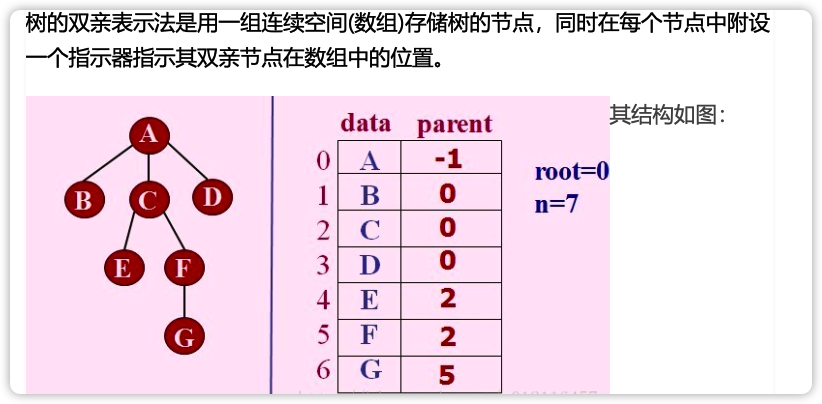 树的双亲表示法是用一组连续空间(数组)存储树的节点，同时在每个节点中附设
一个指示器指示其双亲节点在数组中的位置。
其结构如图：
A
B C D
E F
G
data parent
0 A -1
1 B 0
2 C 0
3 D 0
4 E 2
5 F 2
6 G 5
root=0
n=7